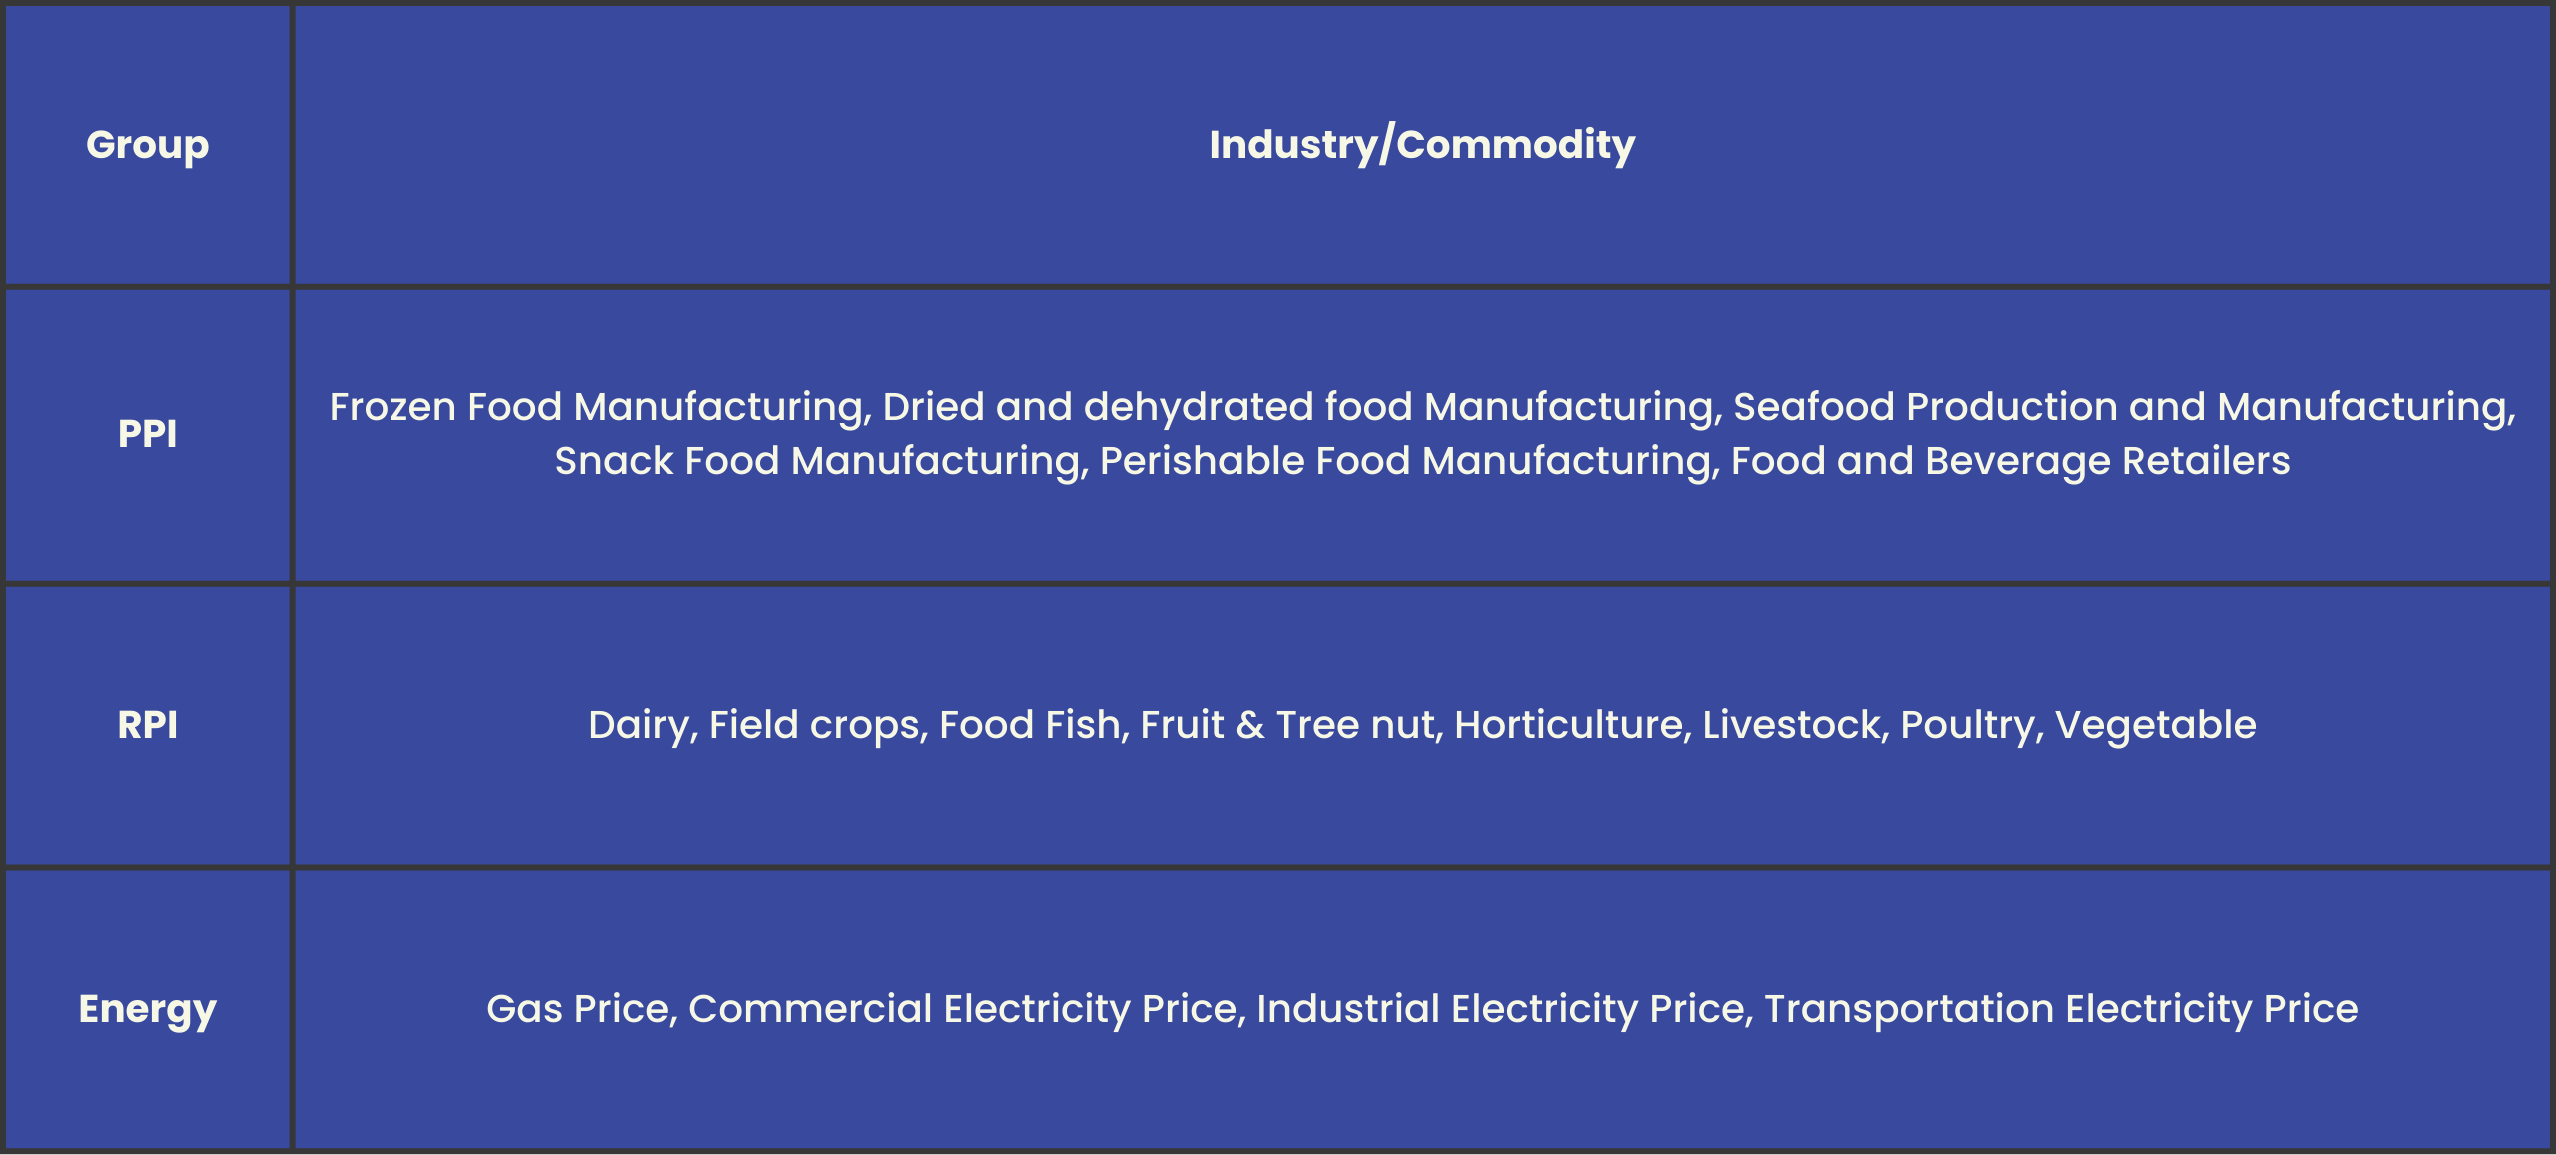 Group
Industry/Commodity
PPI
Frozen Food Manufacturing, Dried and dehydrated food Manufacturing, Seafood Production and Manufacturing,
Snack Food Manufacturing, Perishable Food Manufacturing, Food and Beverage Retailers
RPI
Dairy, Field crops, Food Fish, Fruit & Tree nut, Horticulture, Livestock, Poultry, Vegetable
Energy
Gas Price, Commercial Electricity Price, Industrial Electricity Price, Transportation Electricity Price